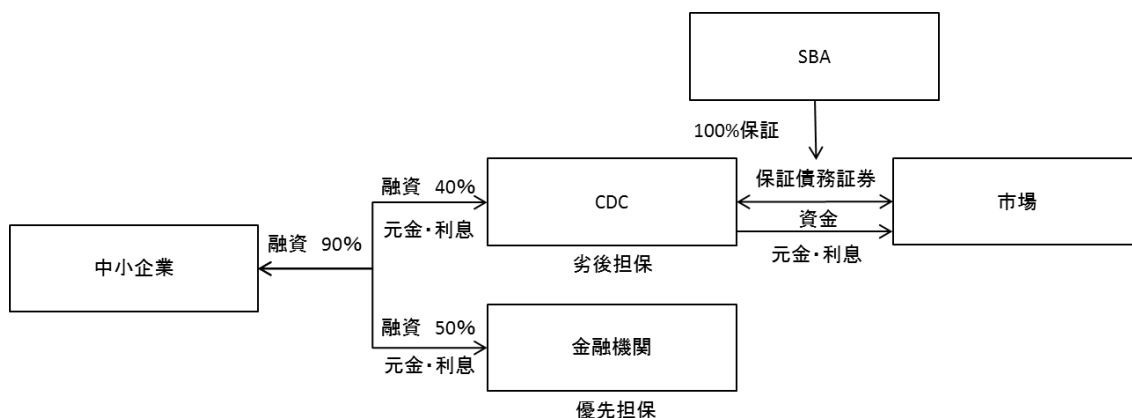 SBA
100%保証
融資 40%
CDC
保証債務証券
市場
元金・利息
資金
融資 90%
元金・利息
中小企業
劣後担保
融資 50%
金融機関
元金・利息
優先担保